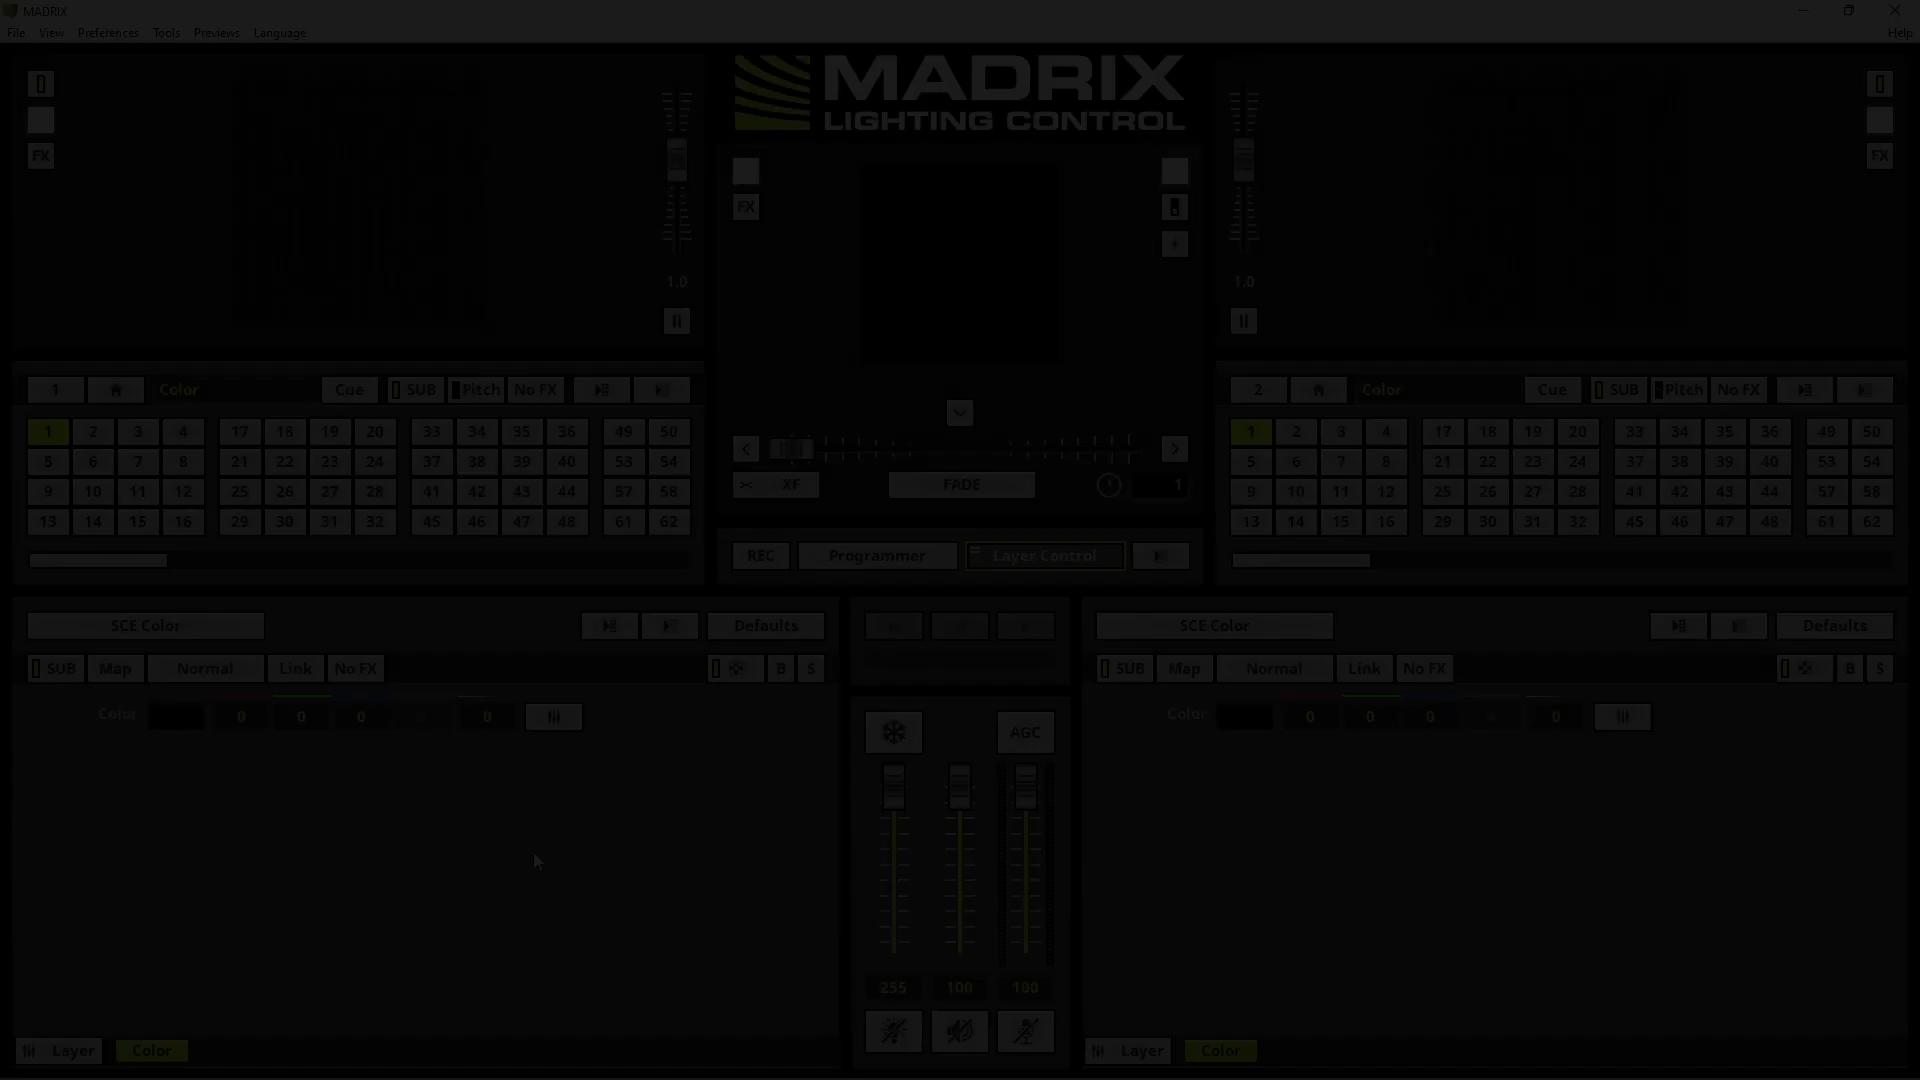 MADRIX
File View Preferences Tools Previews Language Help
MADRIX
LIGHTING CONTROL
FX
FX
FX
1.0
1.0
1 Color Cue SUB Pitch No FX
1 2 3 4 17 18 19 20 33 34 35 36 49 50
5 6 7 8 21 22 23 24 37 38 39 40 53 54
9 10 11 12 25 26 27 28 41 42 43 44 57 58
13 14 15 16 29 30 31 32 45 46 47 48 61 62
XF FADE 1
REC Programmer Layer Control
2 Color Cue SUB Pitch No FX
1 2 3 4 17 18 19 20 33 34 35 36 49 50
5 6 7 8 21 22 23 24 37 38 39 40 53 54
9 10 11 12 25 26 27 28 41 42 43 44 57 58
13 14 15 16 29 30 31 32 45 46 47 48 61 62
SCE Color Defaults
SUB Map Normal Link No FX B S
Color 0 0 0 0
Layer Color
AGC
255 100 100
SCE Color Defaults
SUB Map Normal Link No FX B S
Color 0 0 0 0
Layer Color